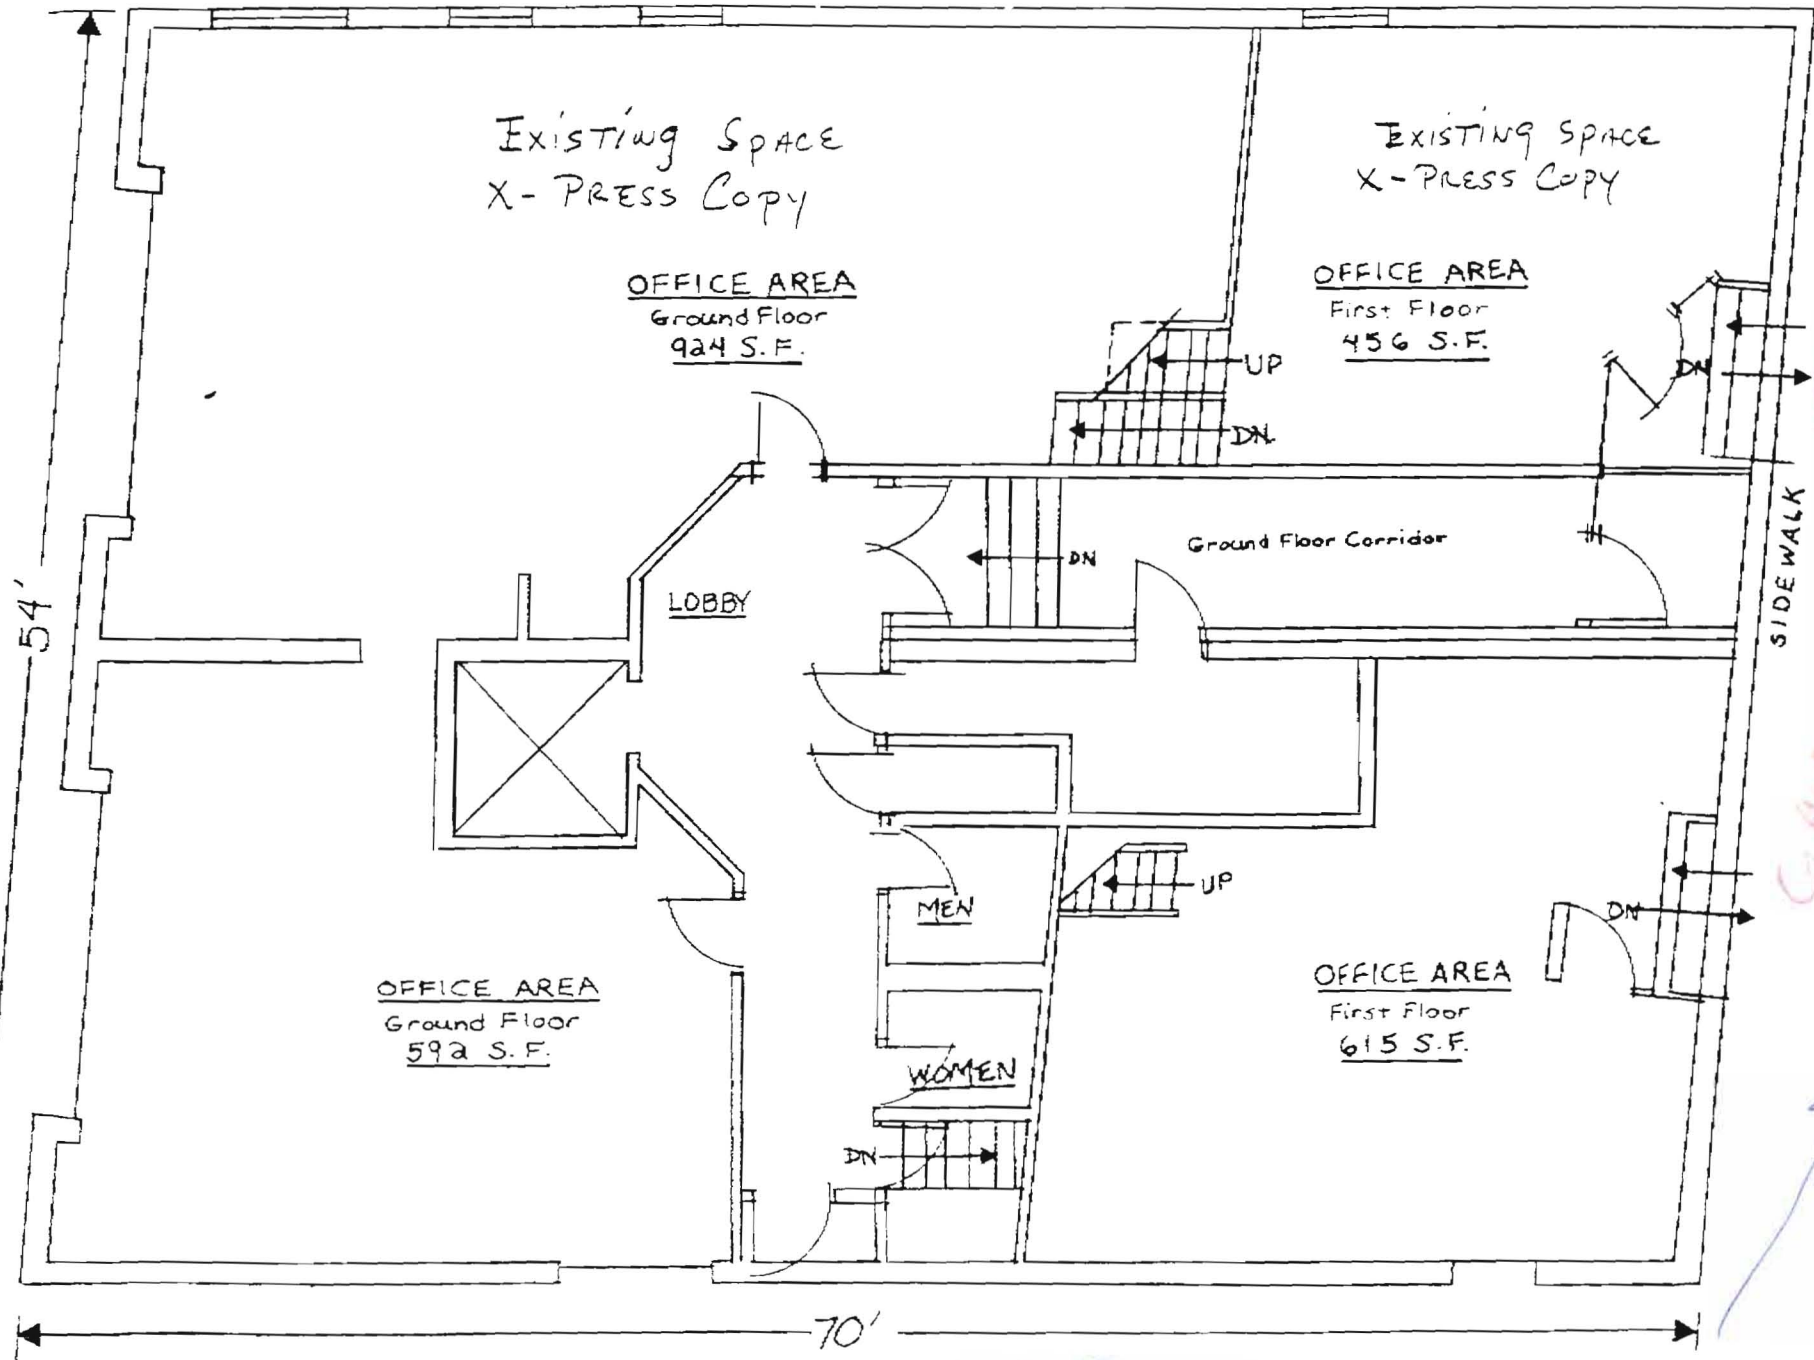 Existing Space
X-Press Copy
OFFICE AREA
Ground Floor
924 S.F.
Existing Space
X-Press Copy
OFFICE AREA
First Floor
456 S.F.
UP
DN
DN
DN
Ground Floor Corridor
SIDEWALK
LOBBY
54'
UP
MEN
DN
OFFICE AREA
Ground Floor
592 S.F.
OFFICE AREA
First Floor
615 S.F.
WOMEN
DN
70'